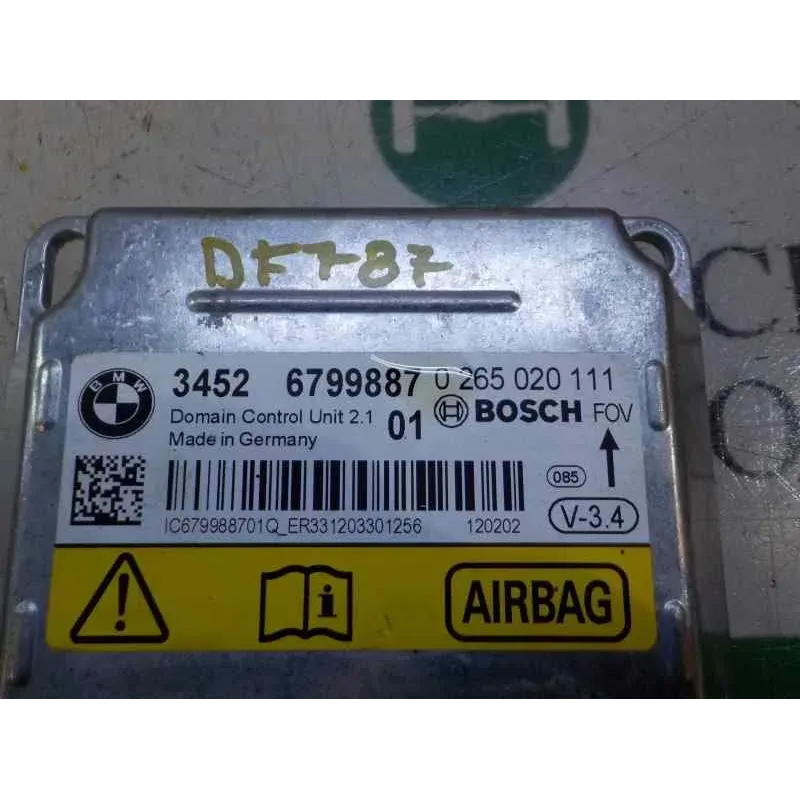 DF787
BMW
3452 6799887 0 265 020 111
Domain Control Unit 2.1 01 BOSCH FOV
Made in Germany
085
IC679988701Q_ER331203301256 120202
V-3.4
AIRBAG